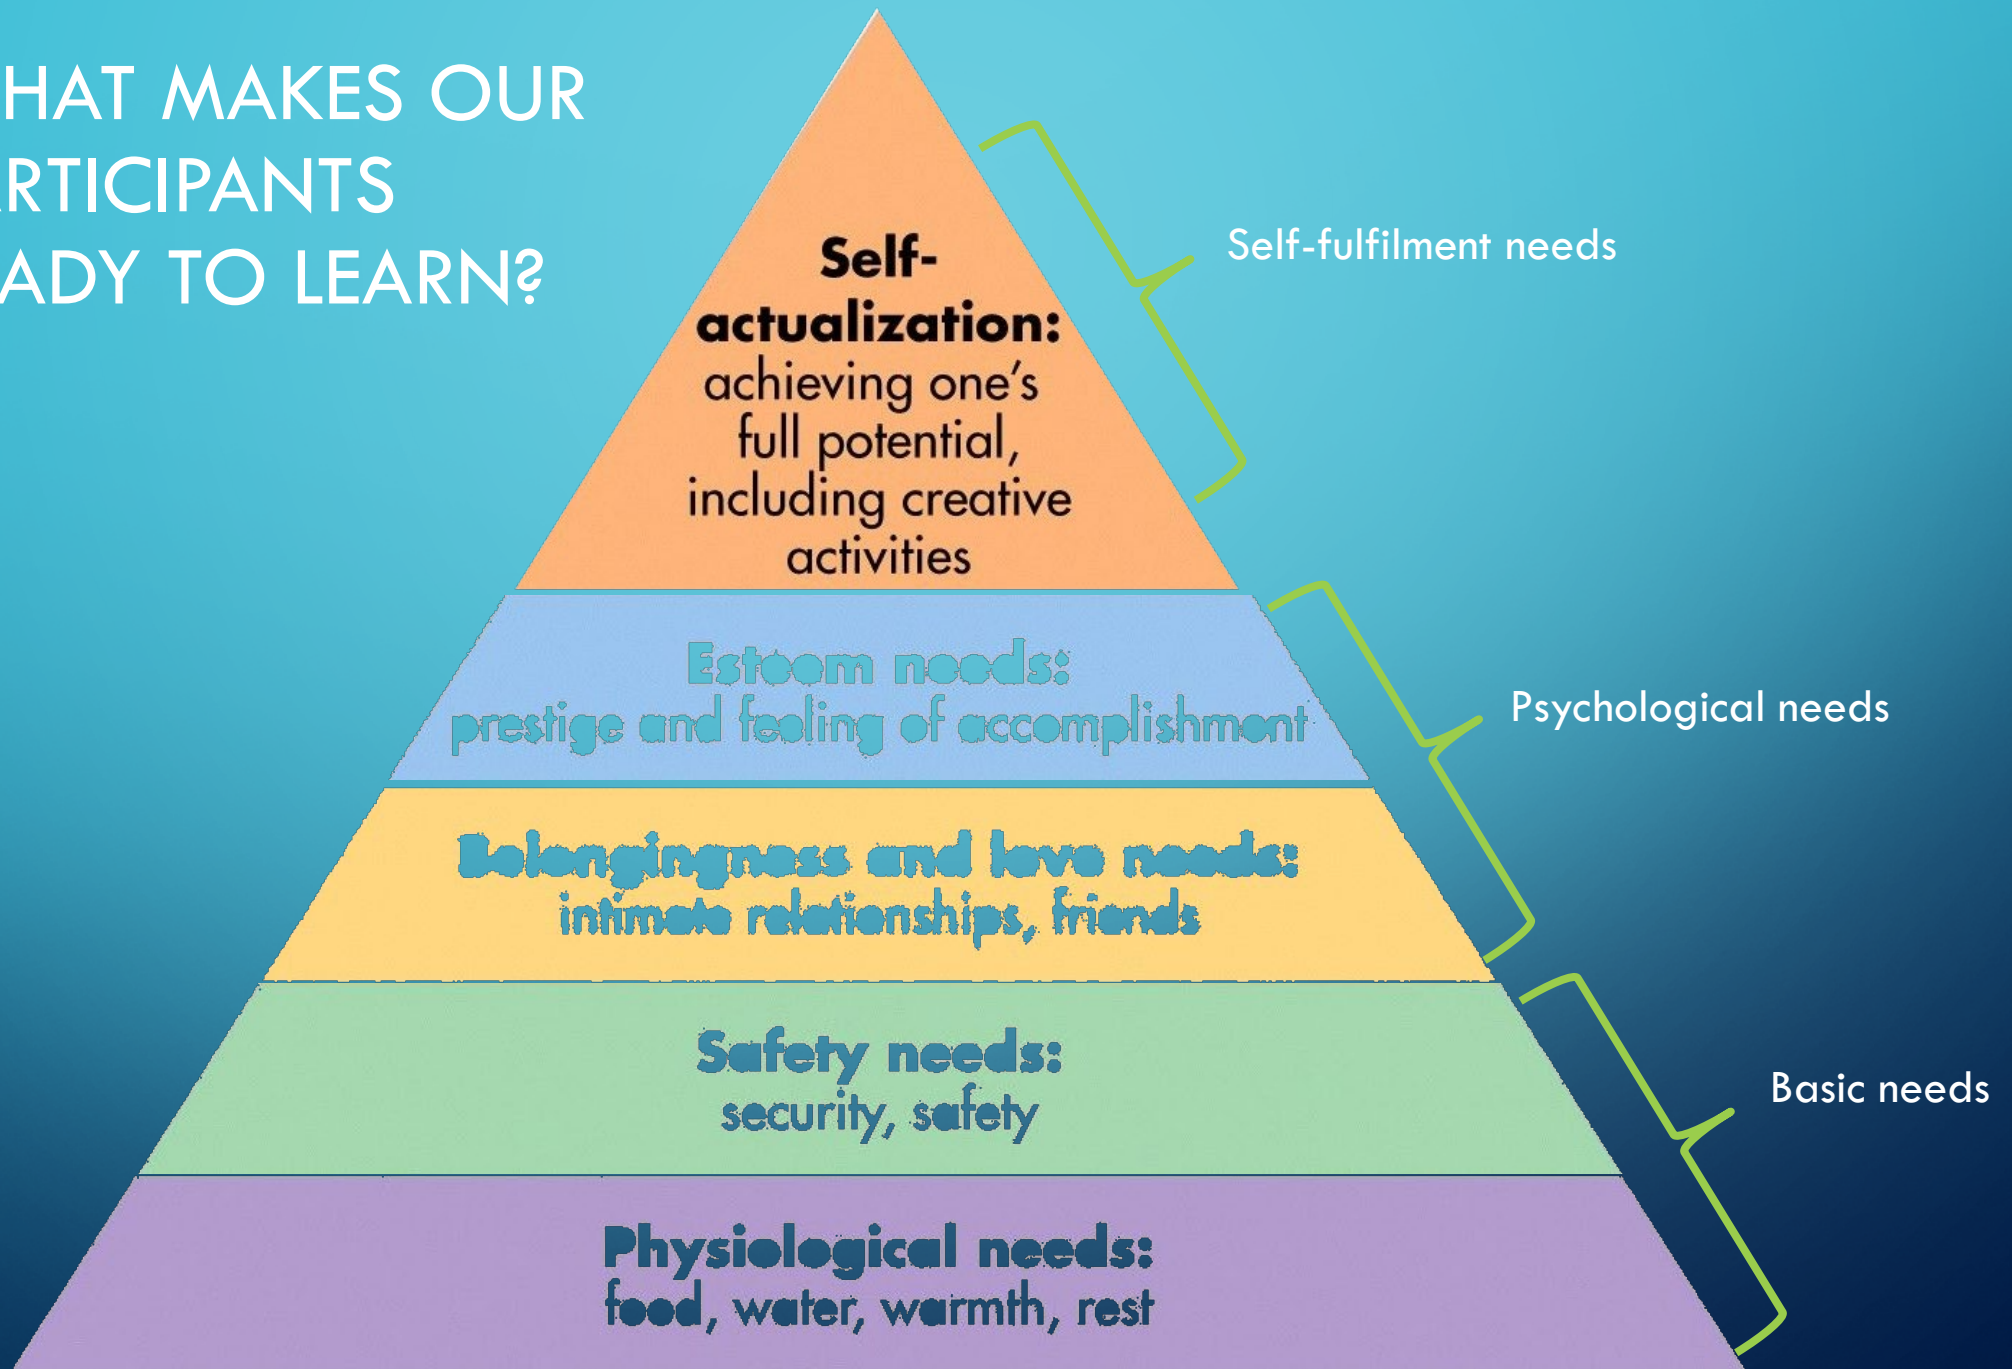 HAT MAKES OUR
ARTICIPANTS
ADY TO LEARN?
Self-
actualization:
achieving one's
full potential,
including creative
activities
Self-fulfilment needs
Esteem needs:
prestige and feeling of accomplishment
Psychological needs
Belongingness and love needs:
intimate relationships, friends
Safety needs:
security, safety
Basic needs
Physiological needs:
food, water, warmth, rest